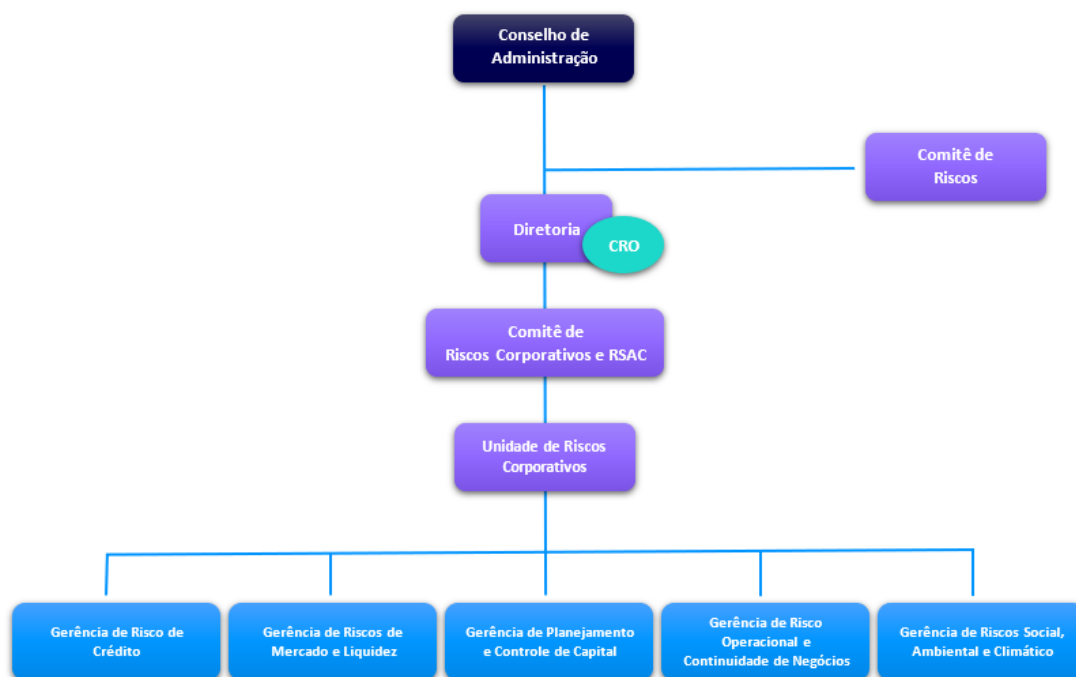 Conselho de
Administração
Comitê de
Riscos
Diretoria
CRO
Comitê de
Riscos Corporativos e RSAC
Unidade de Riscos
Corporativos
Gerência de Risco de
Crédito
Gerência de Riscos de
Mercado e Liquidez
Gerência de Planejamento
e Controle de Capital
Gerência de Risco
Operacional e
Continuidade de Negócios
Gerência de Riscos Social,
Ambiental e Climático